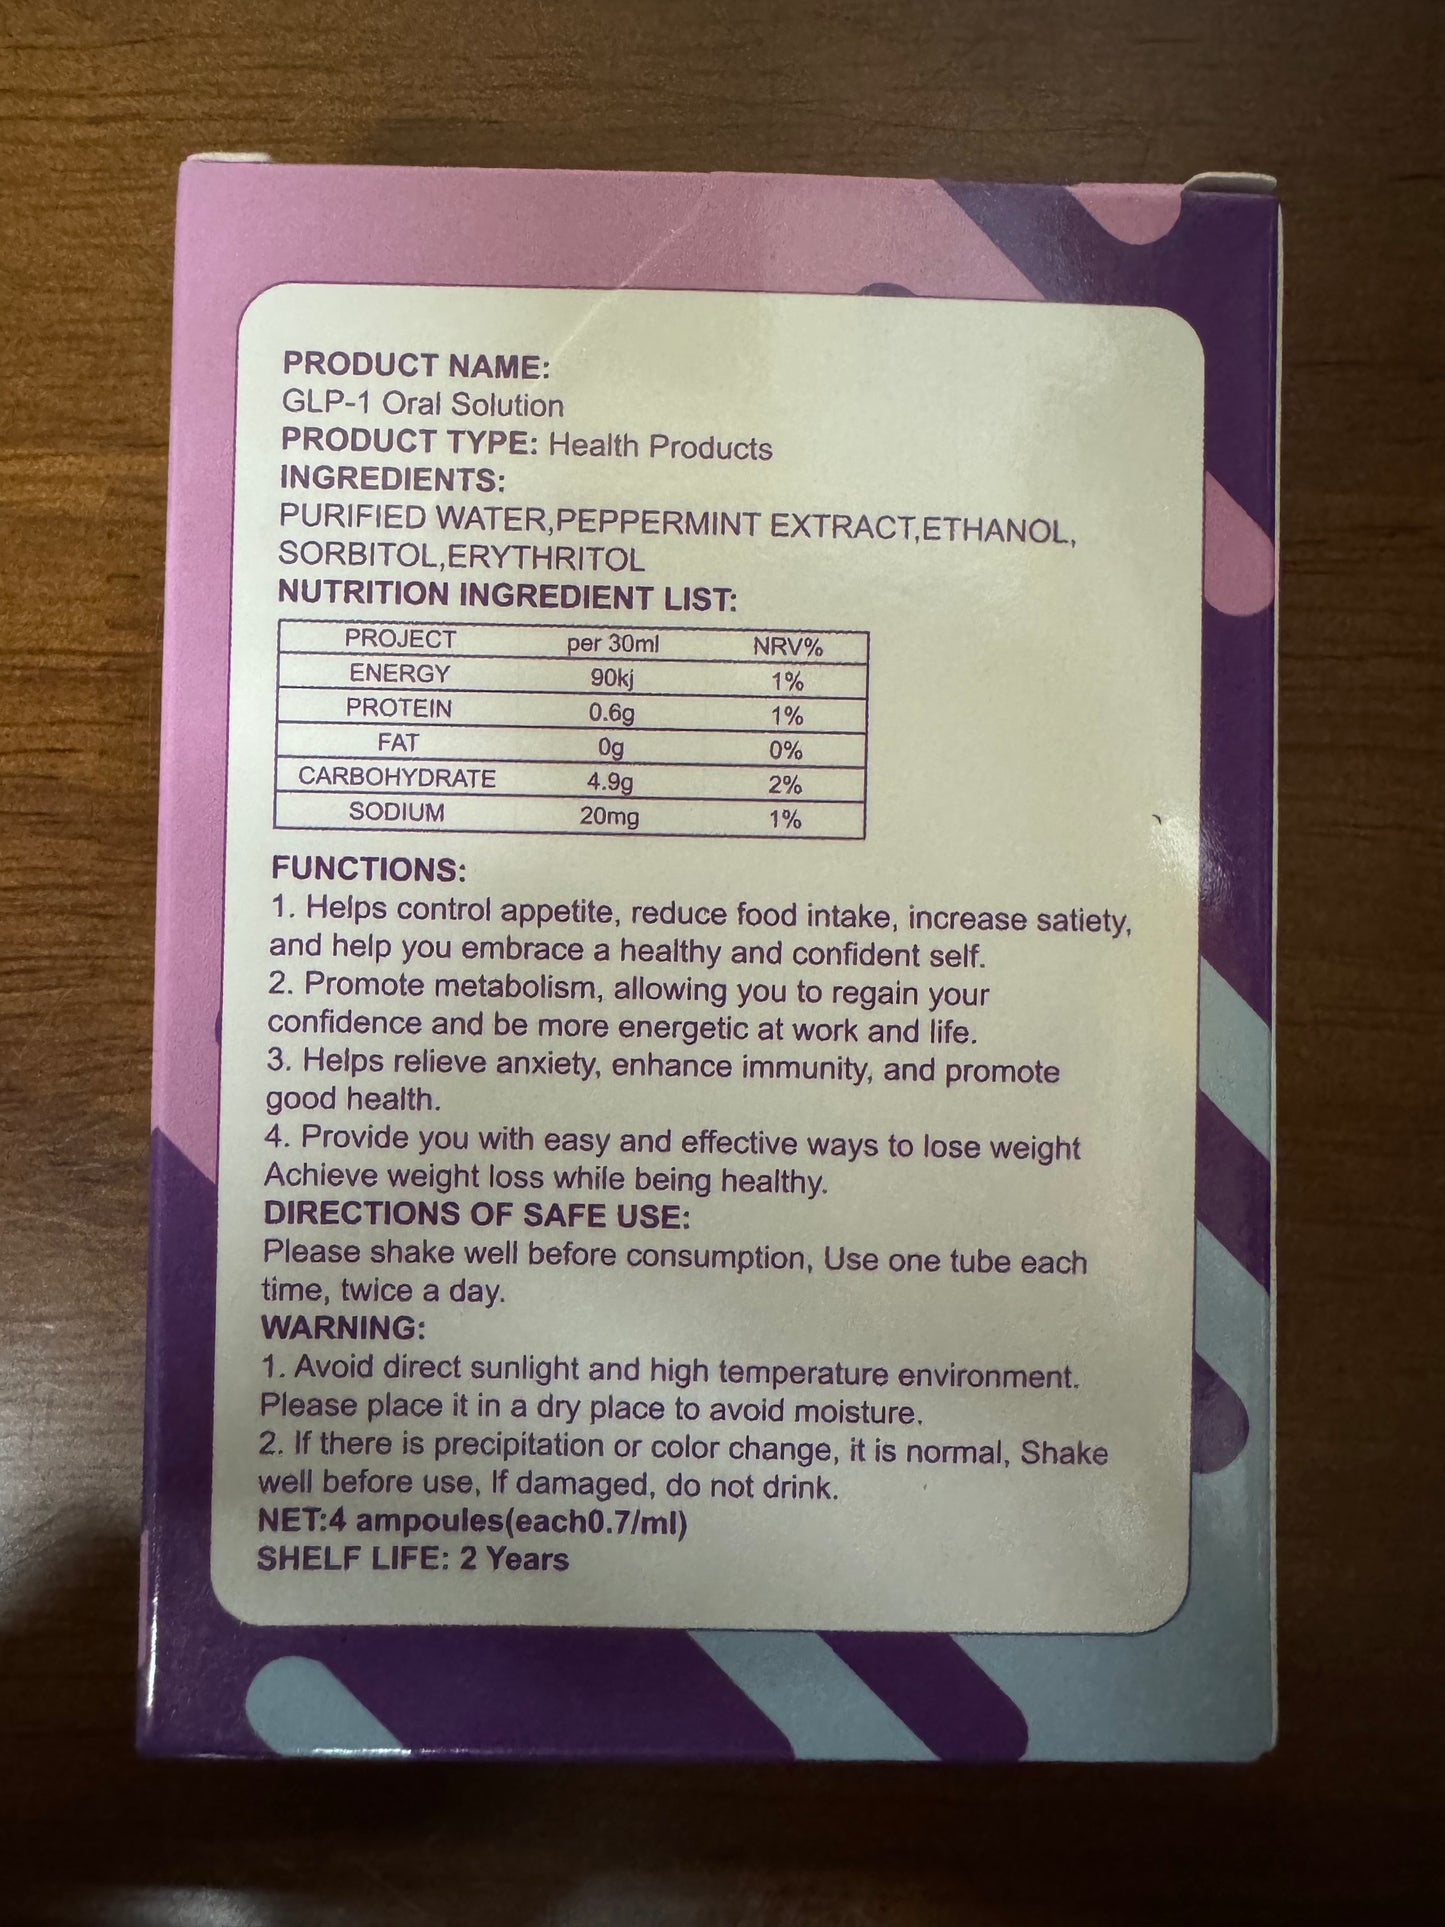 PRODUCT NAME:
GLP-1 Oral Solution
PRODUCT TYPE: Health Products
INGREDIENTS:
PURIFIED WATER,PEPPERMINT EXTRACT,ETHANOL,
SORBITOL,ERYTHRITOL
NUTRITION INGREDIENT LIST:
PROJECT per 30ml NRV%
ENERGY 90kj 1%
PROTEIN 0.6g 1%
FAT 0g 0%
CARBOHYDRATE 4.9g 2%
SODIUM 20mg 1%
FUNCTIONS:
1. Helps control appetite, reduce food intake, increase satiety,
and help you embrace a healthy and confident self.
2. Promote metabolism, allowing you to regain your
confidence and be more energetic at work and life.
3. Helps relieve anxiety, enhance immunity, and promote
good health.
4. Provide you with easy and effective ways to lose weight
Achieve weight loss while being healthy.
DIRECTIONS OF SAFE USE:
Please shake well before consumption, Use one tube each
time, twice a day.
WARNING:
1. Avoid direct sunlight and high temperature environment.
Please place it in a dry place to avoid moisture.
2. If there is precipitation or color change, it is normal, Shake
well before use, If damaged, do not drink.
NET:4 ampoules(each0.7/ml)
SHELF LIFE: 2 Years